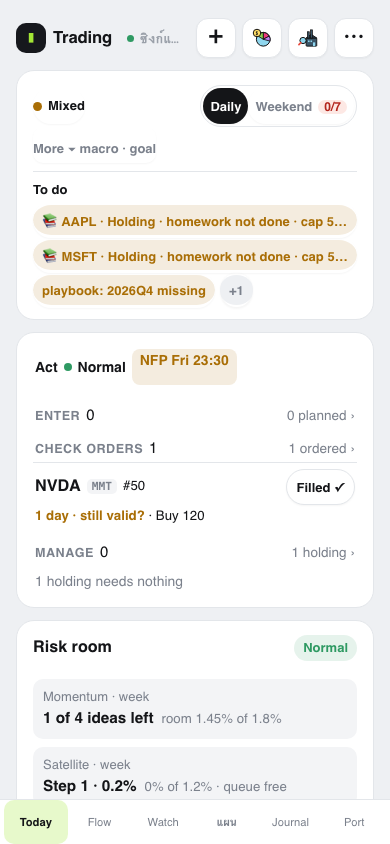 Trading
ซิงก์แ...
Mixed
Daily Weekend 0/7
More ▾ macro · goal
To do
AAPL · Holding · homework not done · cap 5...
MSFT · Holding · homework not done · cap 5...
playbook: 2026Q4 missing +1
Act Normal NFP Fri 23:30
ENTER 0 0 planned ›
CHECK ORDERS 1 1 ordered ›
NVDA MMT #50 Filled ✓
1 day · still valid? · Buy 120
MANAGE 0 1 holding ›
1 holding needs nothing
Risk room Normal
Momentum · week
1 of 4 ideas left room 1.45% of 1.8%
Satellite · week
Step 1 · 0.2% 0% of 1.2% · queue free
Today Flow Watch แผน Journal Port